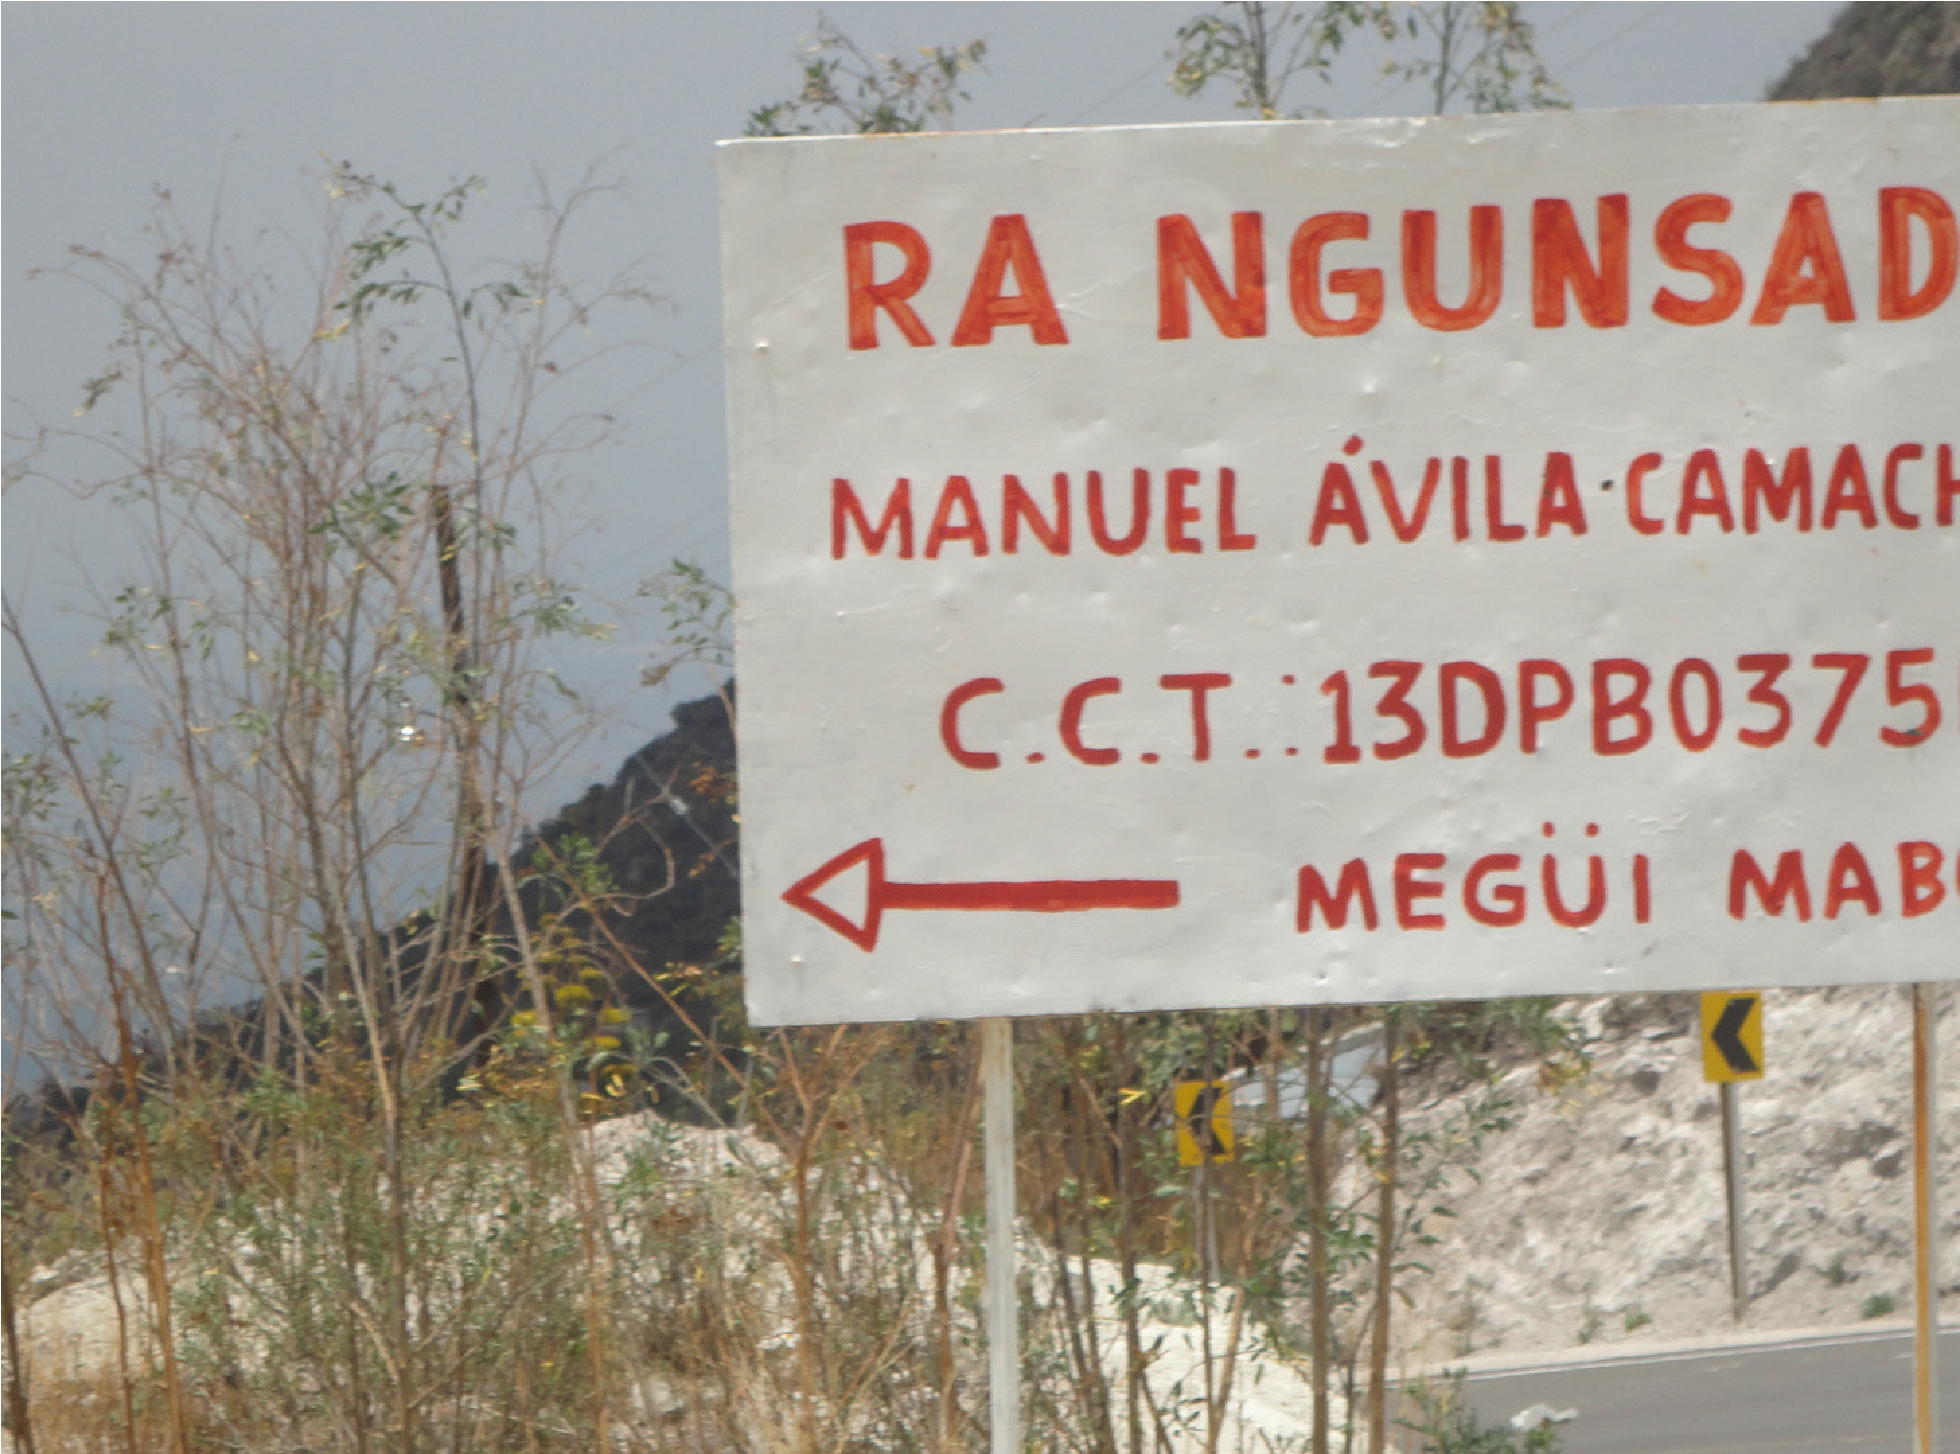 RA NGUNSAD
MANUEL ÁVILA CAMACH
C.C.T.:13DPB0375
MEGÜI MAB